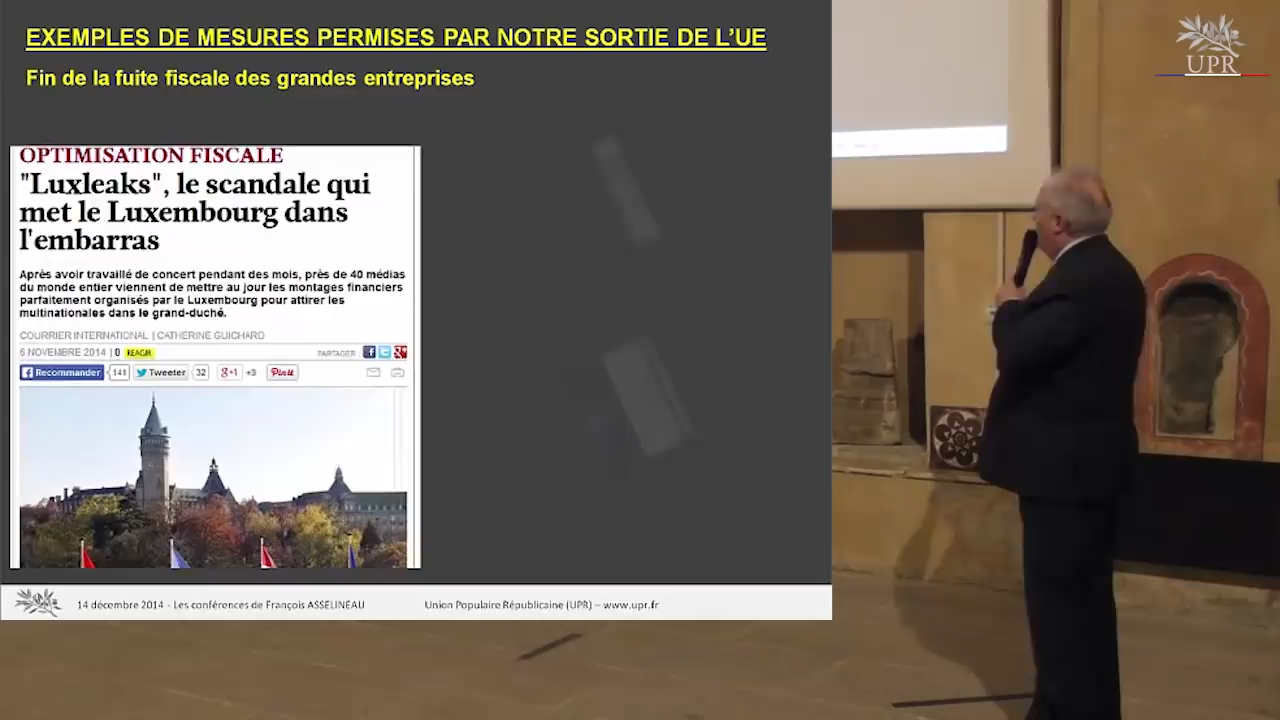 EXEMPLES DE MESURES PERMISES PAR NOTRE SORTIE DE L'UE
Fin de la fuite fiscale des grandes entreprises
UPR
OPTIMISATION FISCALE
"Luxleaks", le scandale qui
met le Luxembourg dans
l'embarras
Après avoir travaillé de concert pendant des mois, près de 40 médias
du monde entier viennent de mettre au jour les montages financiers
parfaitement organisés par le Luxembourg pour attirer les
multinationales dans le grand-duché.
COURRIER INTERNATIONAL | CATHERINE GUICHARD
6 NOVEMBRE 2014 | 0 RÉAGIR
PARTAGER :
Recommander 141 Tweeter 32 g+1 +3 Pin it
14 décembre 2014 - Les conférences de François ASSELINEAU
Union Populaire Républicaine (UPR) – www.upr.fr